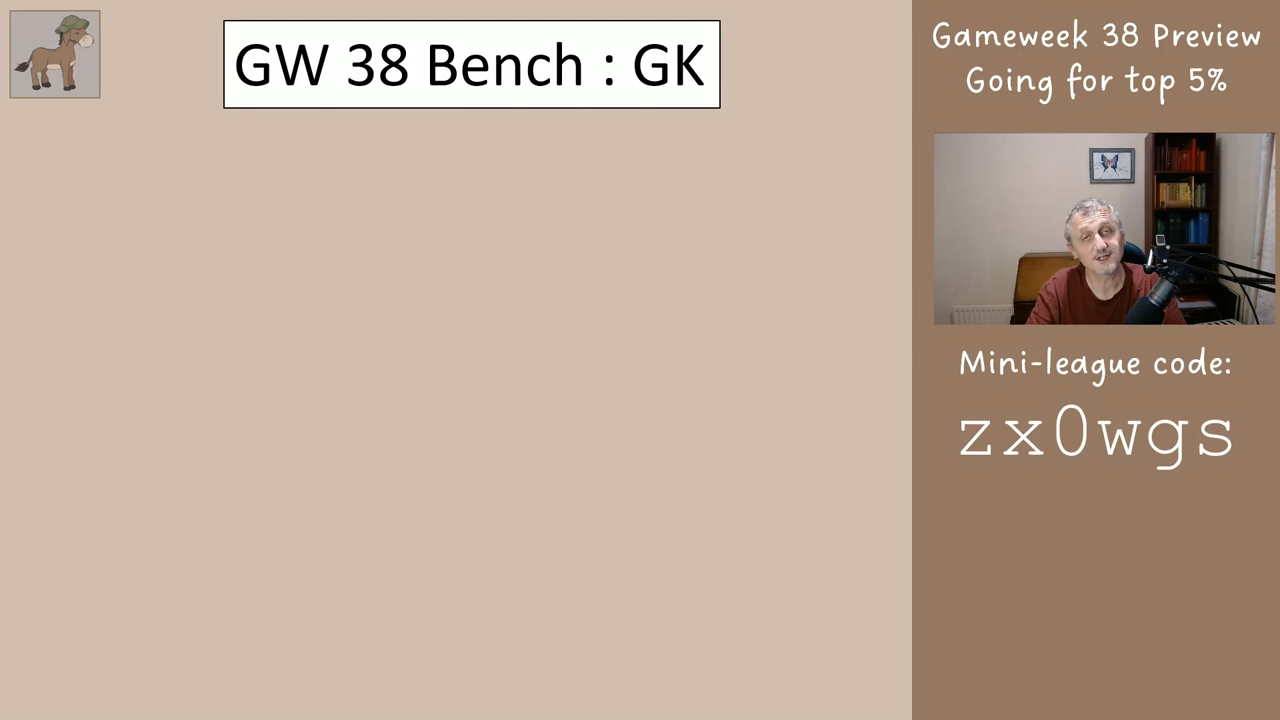 GW 38 Bench : GK
Gameweek 38 Preview
Going for top 5%
Mini-league code:
zx0wgs